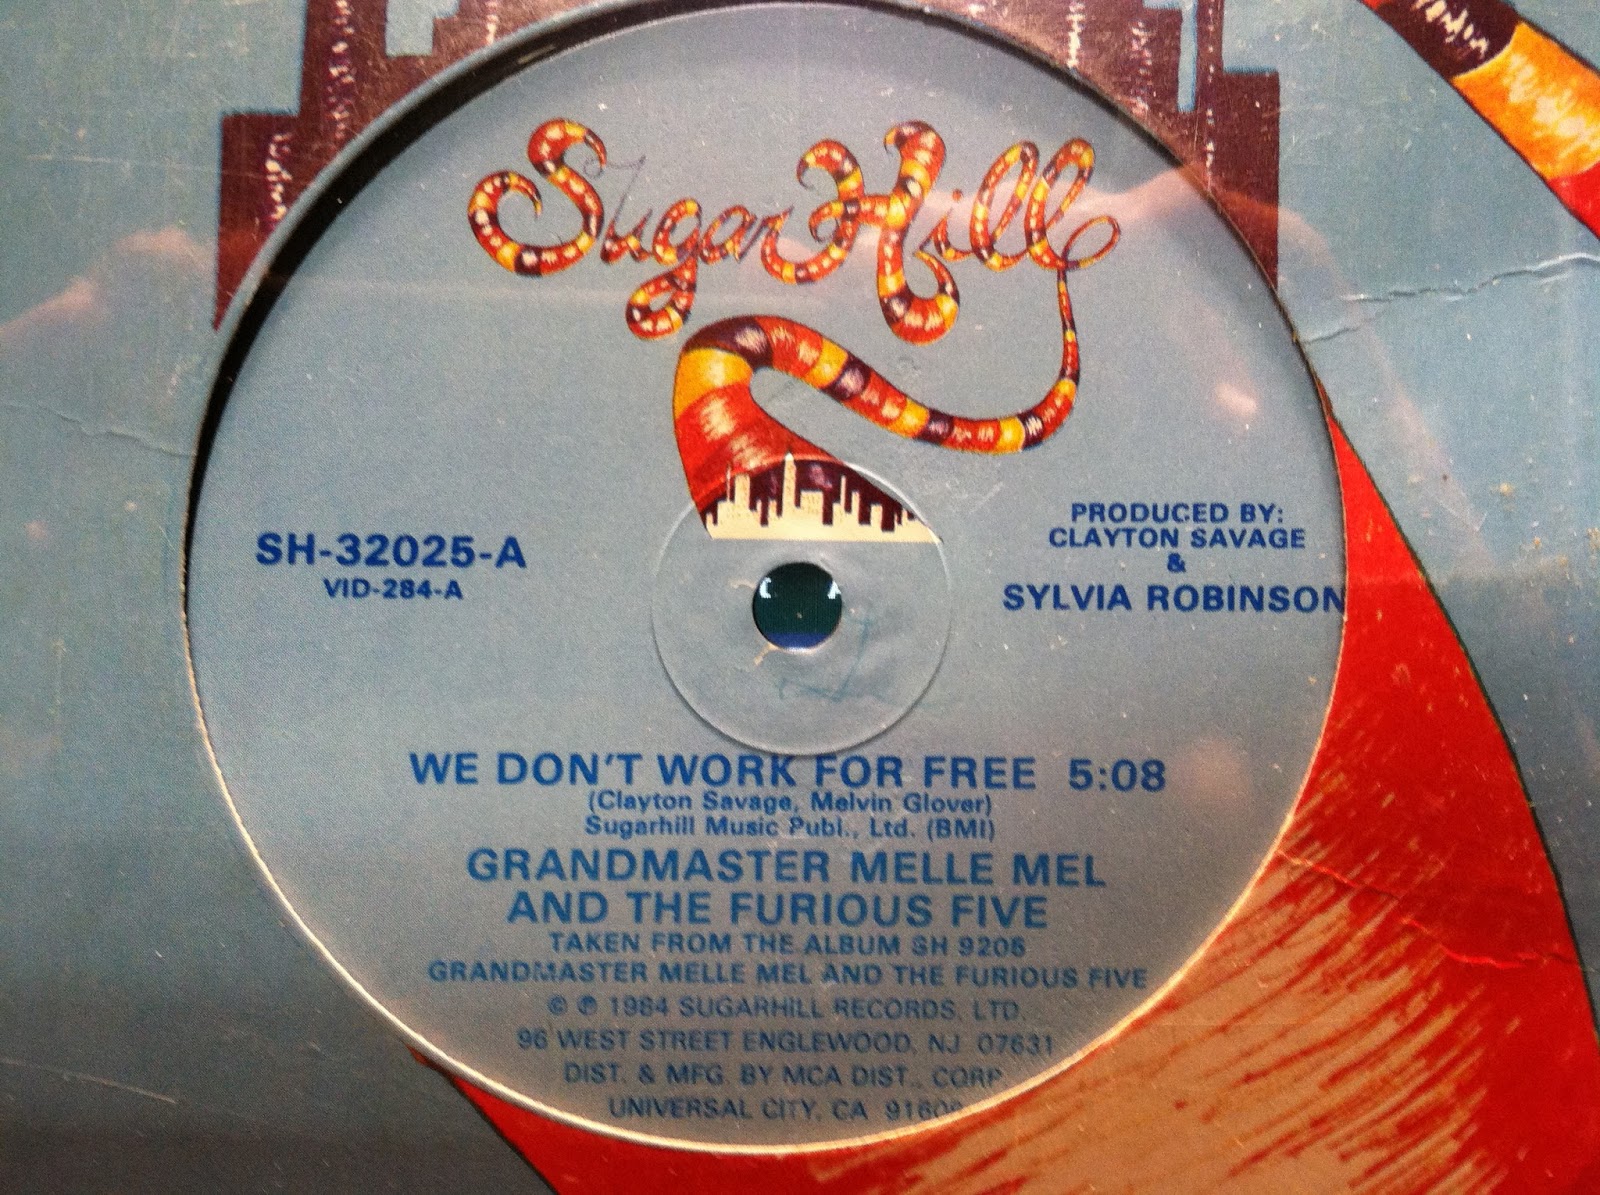 Sugar Hill
SH-32025-A
VID-284-A
PRODUCED BY:
CLAYTON SAVAGE
&
SYLVIA ROBINSON
WE DON'T WORK FOR FREE 5:08
(Clayton Savage, Melvin Glover)
Sugarhill Music Publ., Ltd. (BMI)
GRANDMASTER MELLE MEL
AND THE FURIOUS FIVE
TAKEN FROM THE ALBUM SH 9206
GRANDMASTER MELLE MEL AND THE FURIOUS FIVE
© ℗ 1984 SUGARHILL RECORDS, LTD.
96 WEST STREET ENGLEWOOD, NJ 07631
DIST. & MFG. BY MCA DIST., CORP
UNIVERSAL CITY, CA